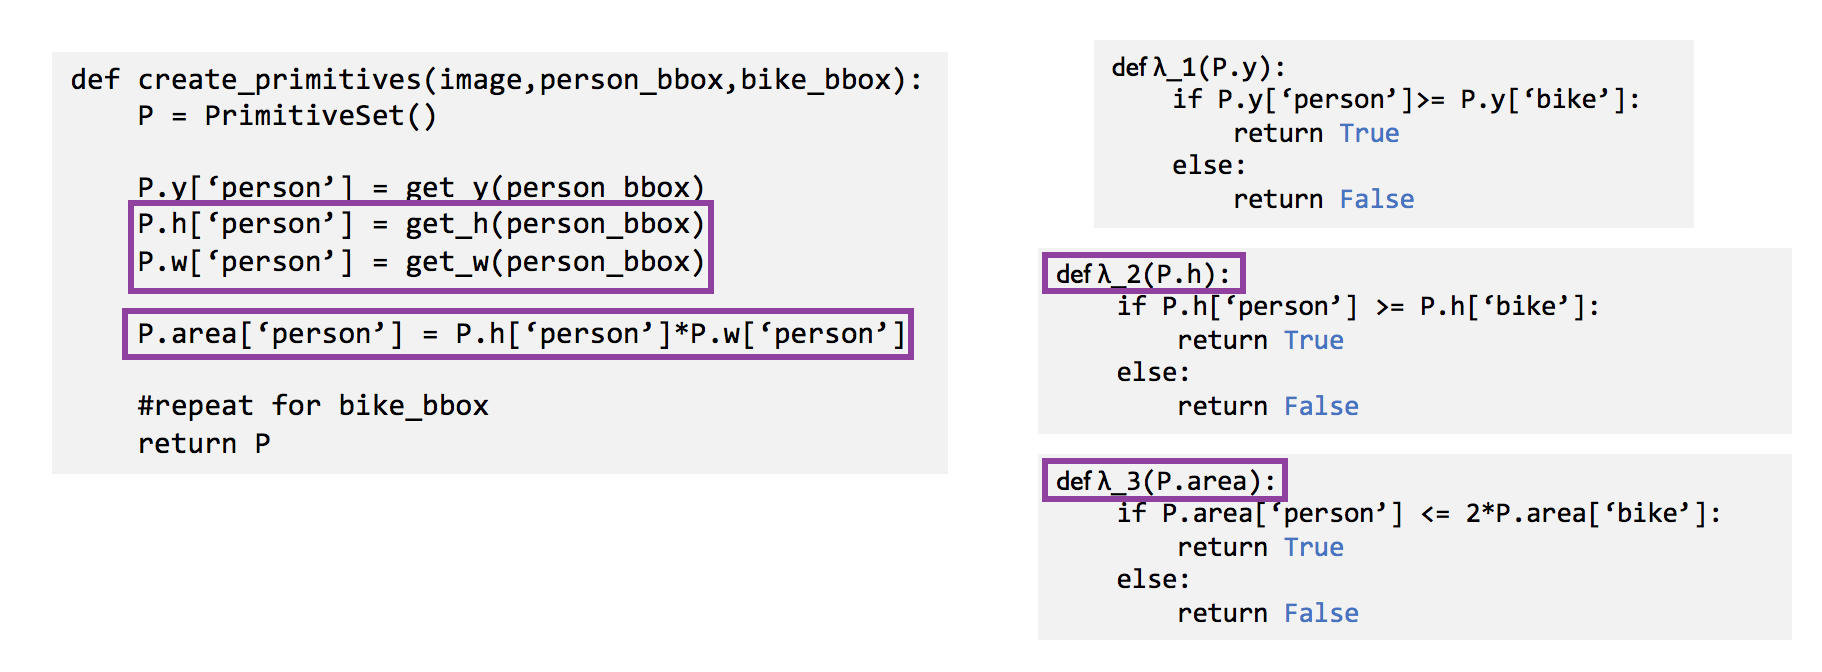 def create_primitives(image,person_bbox,bike_bbox):
P = PrimitiveSet()
P.y[‘person’] = get_y(person_bbox)
P.h[‘person’] = get_h(person_bbox)
P.w[‘person’] = get_w(person_bbox)
P.area[‘person’] = P.h[‘person’]*P.w[‘person’]
#repeat for bike_bbox
return P
def λ_1(P.y):
if P.y[‘person’]>= P.y[‘bike’]:
return True
else:
return False
def λ_2(P.h):
if P.h[‘person’] >= P.h[‘bike’]:
return True
else:
return False
def λ_3(P.area):
if P.area[‘person’] <= 2*P.area[‘bike’]:
return True
else:
return False